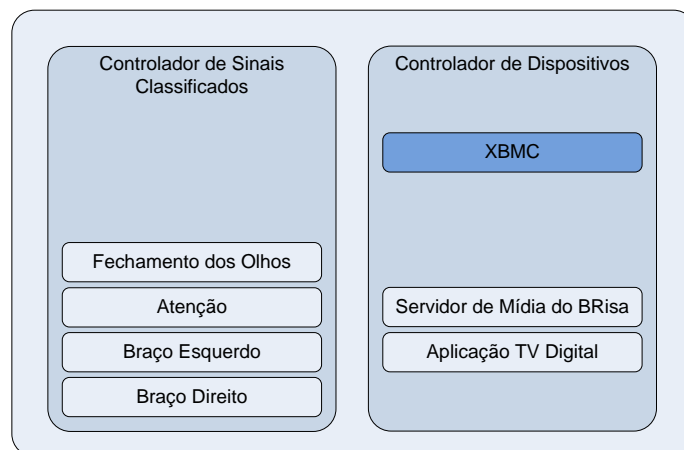 Controlador de Sinais
Classificados
Fechamento dos Olhos
Atenção
Braço Esquerdo
Braço Direito
Controlador de Dispositivos
XBMC
Servidor de Mídia do BRisa
Aplicação TV Digital